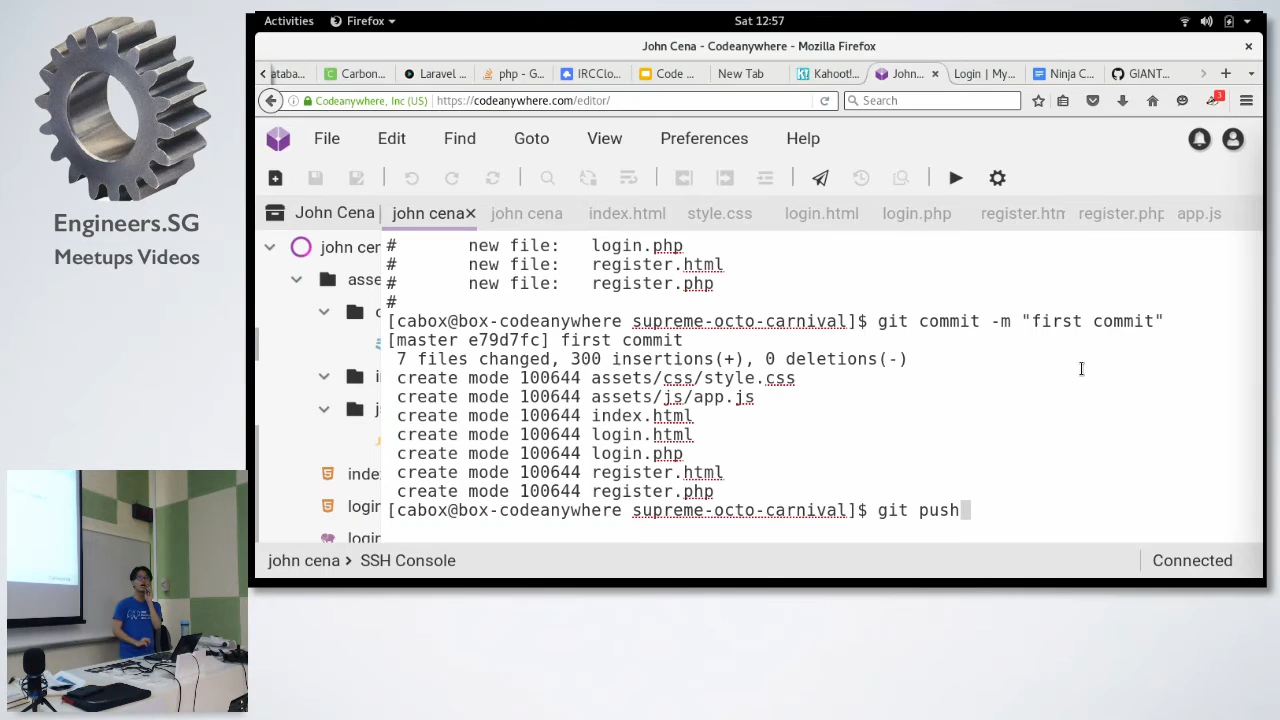 Activities Firefox Sat 12:57
John Cena - Codeanywhere - Mozilla Firefox
ataba... Carbon... Laravel ... php - G... IRCClo... Code ... New Tab Kahoot!... John... Login | My... Ninja C... GIANT...
Codeanywhere, Inc (US) https://codeanywhere.com/editor/ Search 3
File Edit Find Goto View Preferences Help
John Cena john cena× john cena index.html style.css login.html login.php register.htm register.php app.js
john cen
asse
c
i
j
inde
login
login
# new file: login.php
# new file: register.html
# new file: register.php
#
[cabox@box-codeanywhere supreme-octo-carnival]$ git commit -m "first commit"
[master e79d7fc] first commit
7 files changed, 300 insertions(+), 0 deletions(-)
create mode 100644 assets/css/style.css
create mode 100644 assets/js/app.js
create mode 100644 index.html
create mode 100644 login.html
create mode 100644 login.php
create mode 100644 register.html
create mode 100644 register.php
[cabox@box-codeanywhere supreme-octo-carnival]$ git push
john cena > SSH Console Connected
Engineers.SG
Meetups Videos